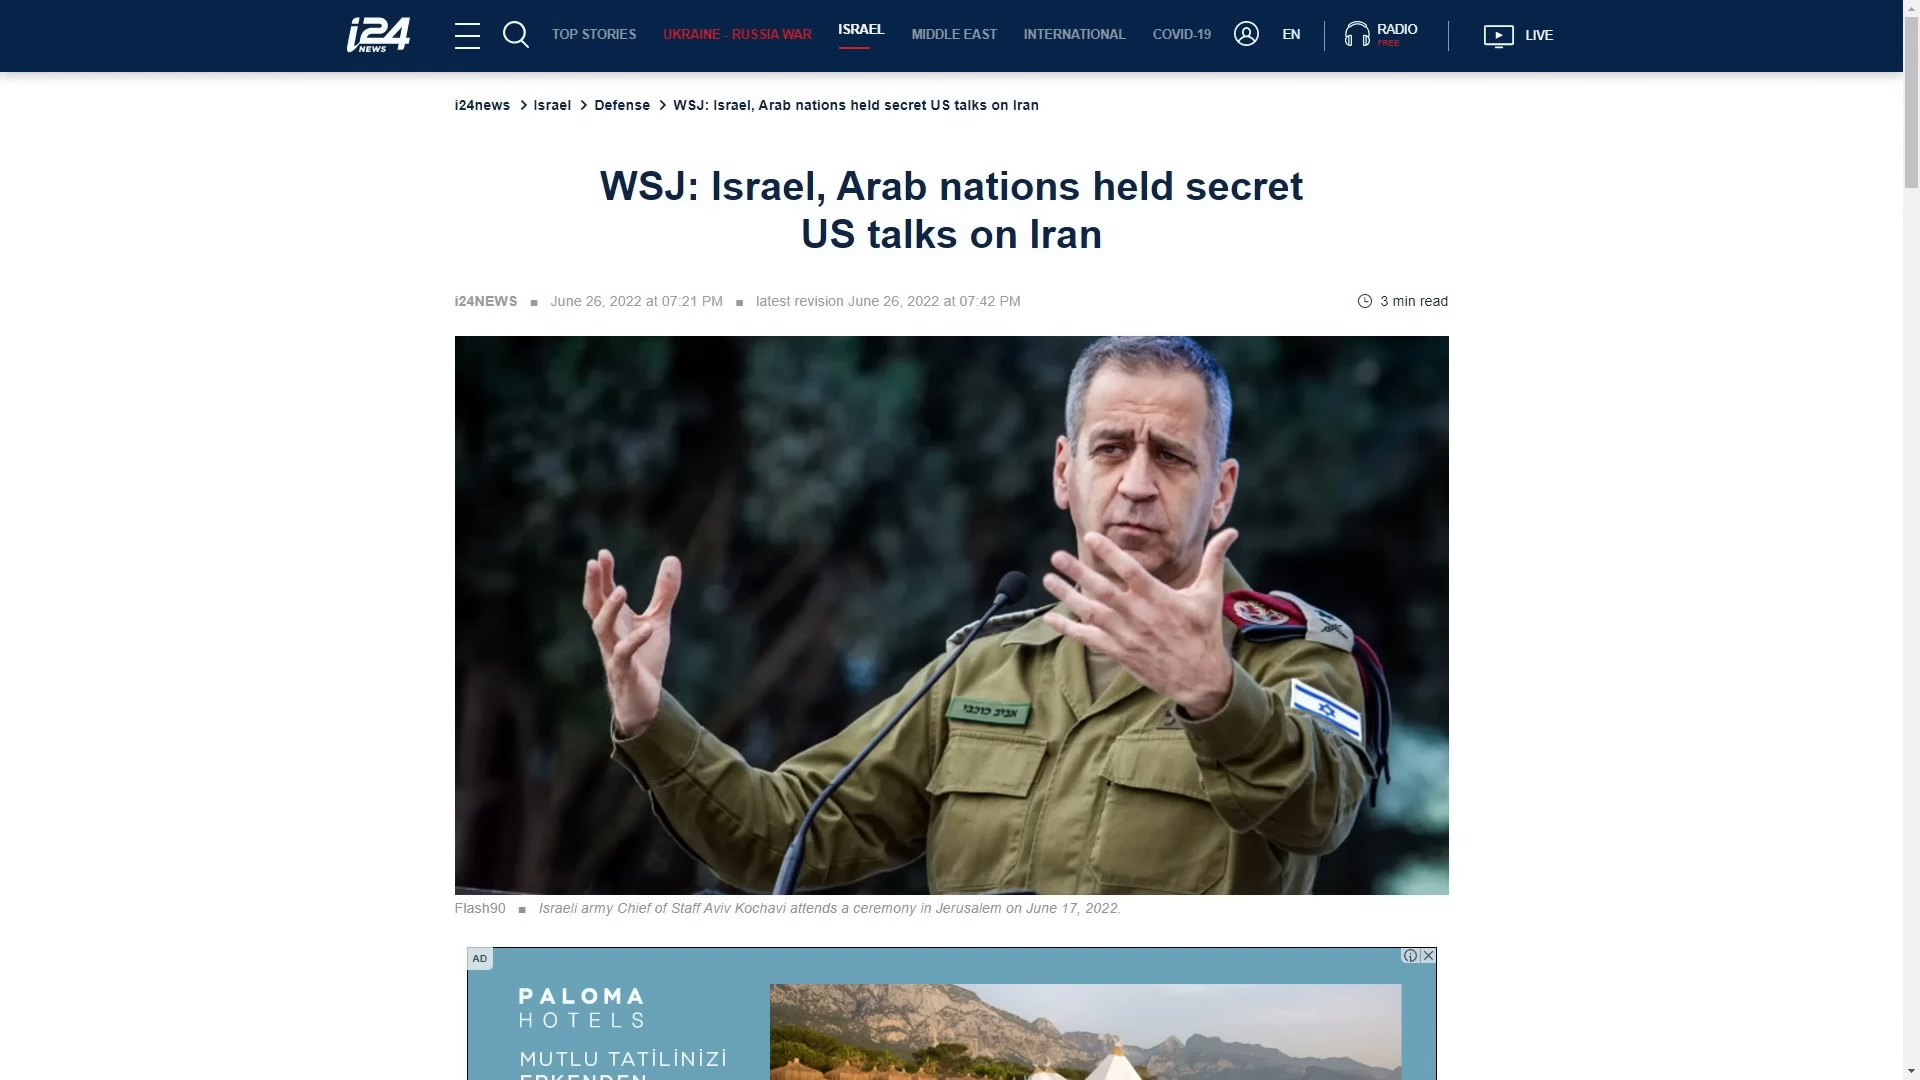 i24 NEWS TOP STORIES UKRAINE - RUSSIA WAR ISRAEL MIDDLE EAST INTERNATIONAL COVID-19 EN RADIO FREE LIVE
i24news > Israel > Defense > WSJ: Israel, Arab nations held secret US talks on Iran
WSJ: Israel, Arab nations held secret
US talks on Iran
i24NEWS ■ June 26, 2022 at 07:21 PM ■ latest revision June 26, 2022 at 07:42 PM 3 min read
אביב כוכבי
Flash90 ■ Israeli army Chief of Staff Aviv Kochavi attends a ceremony in Jerusalem on June 17, 2022.
AD
PALOMA
HOTELS
MUTLU TATİLİNİZİ
ERKENDEN